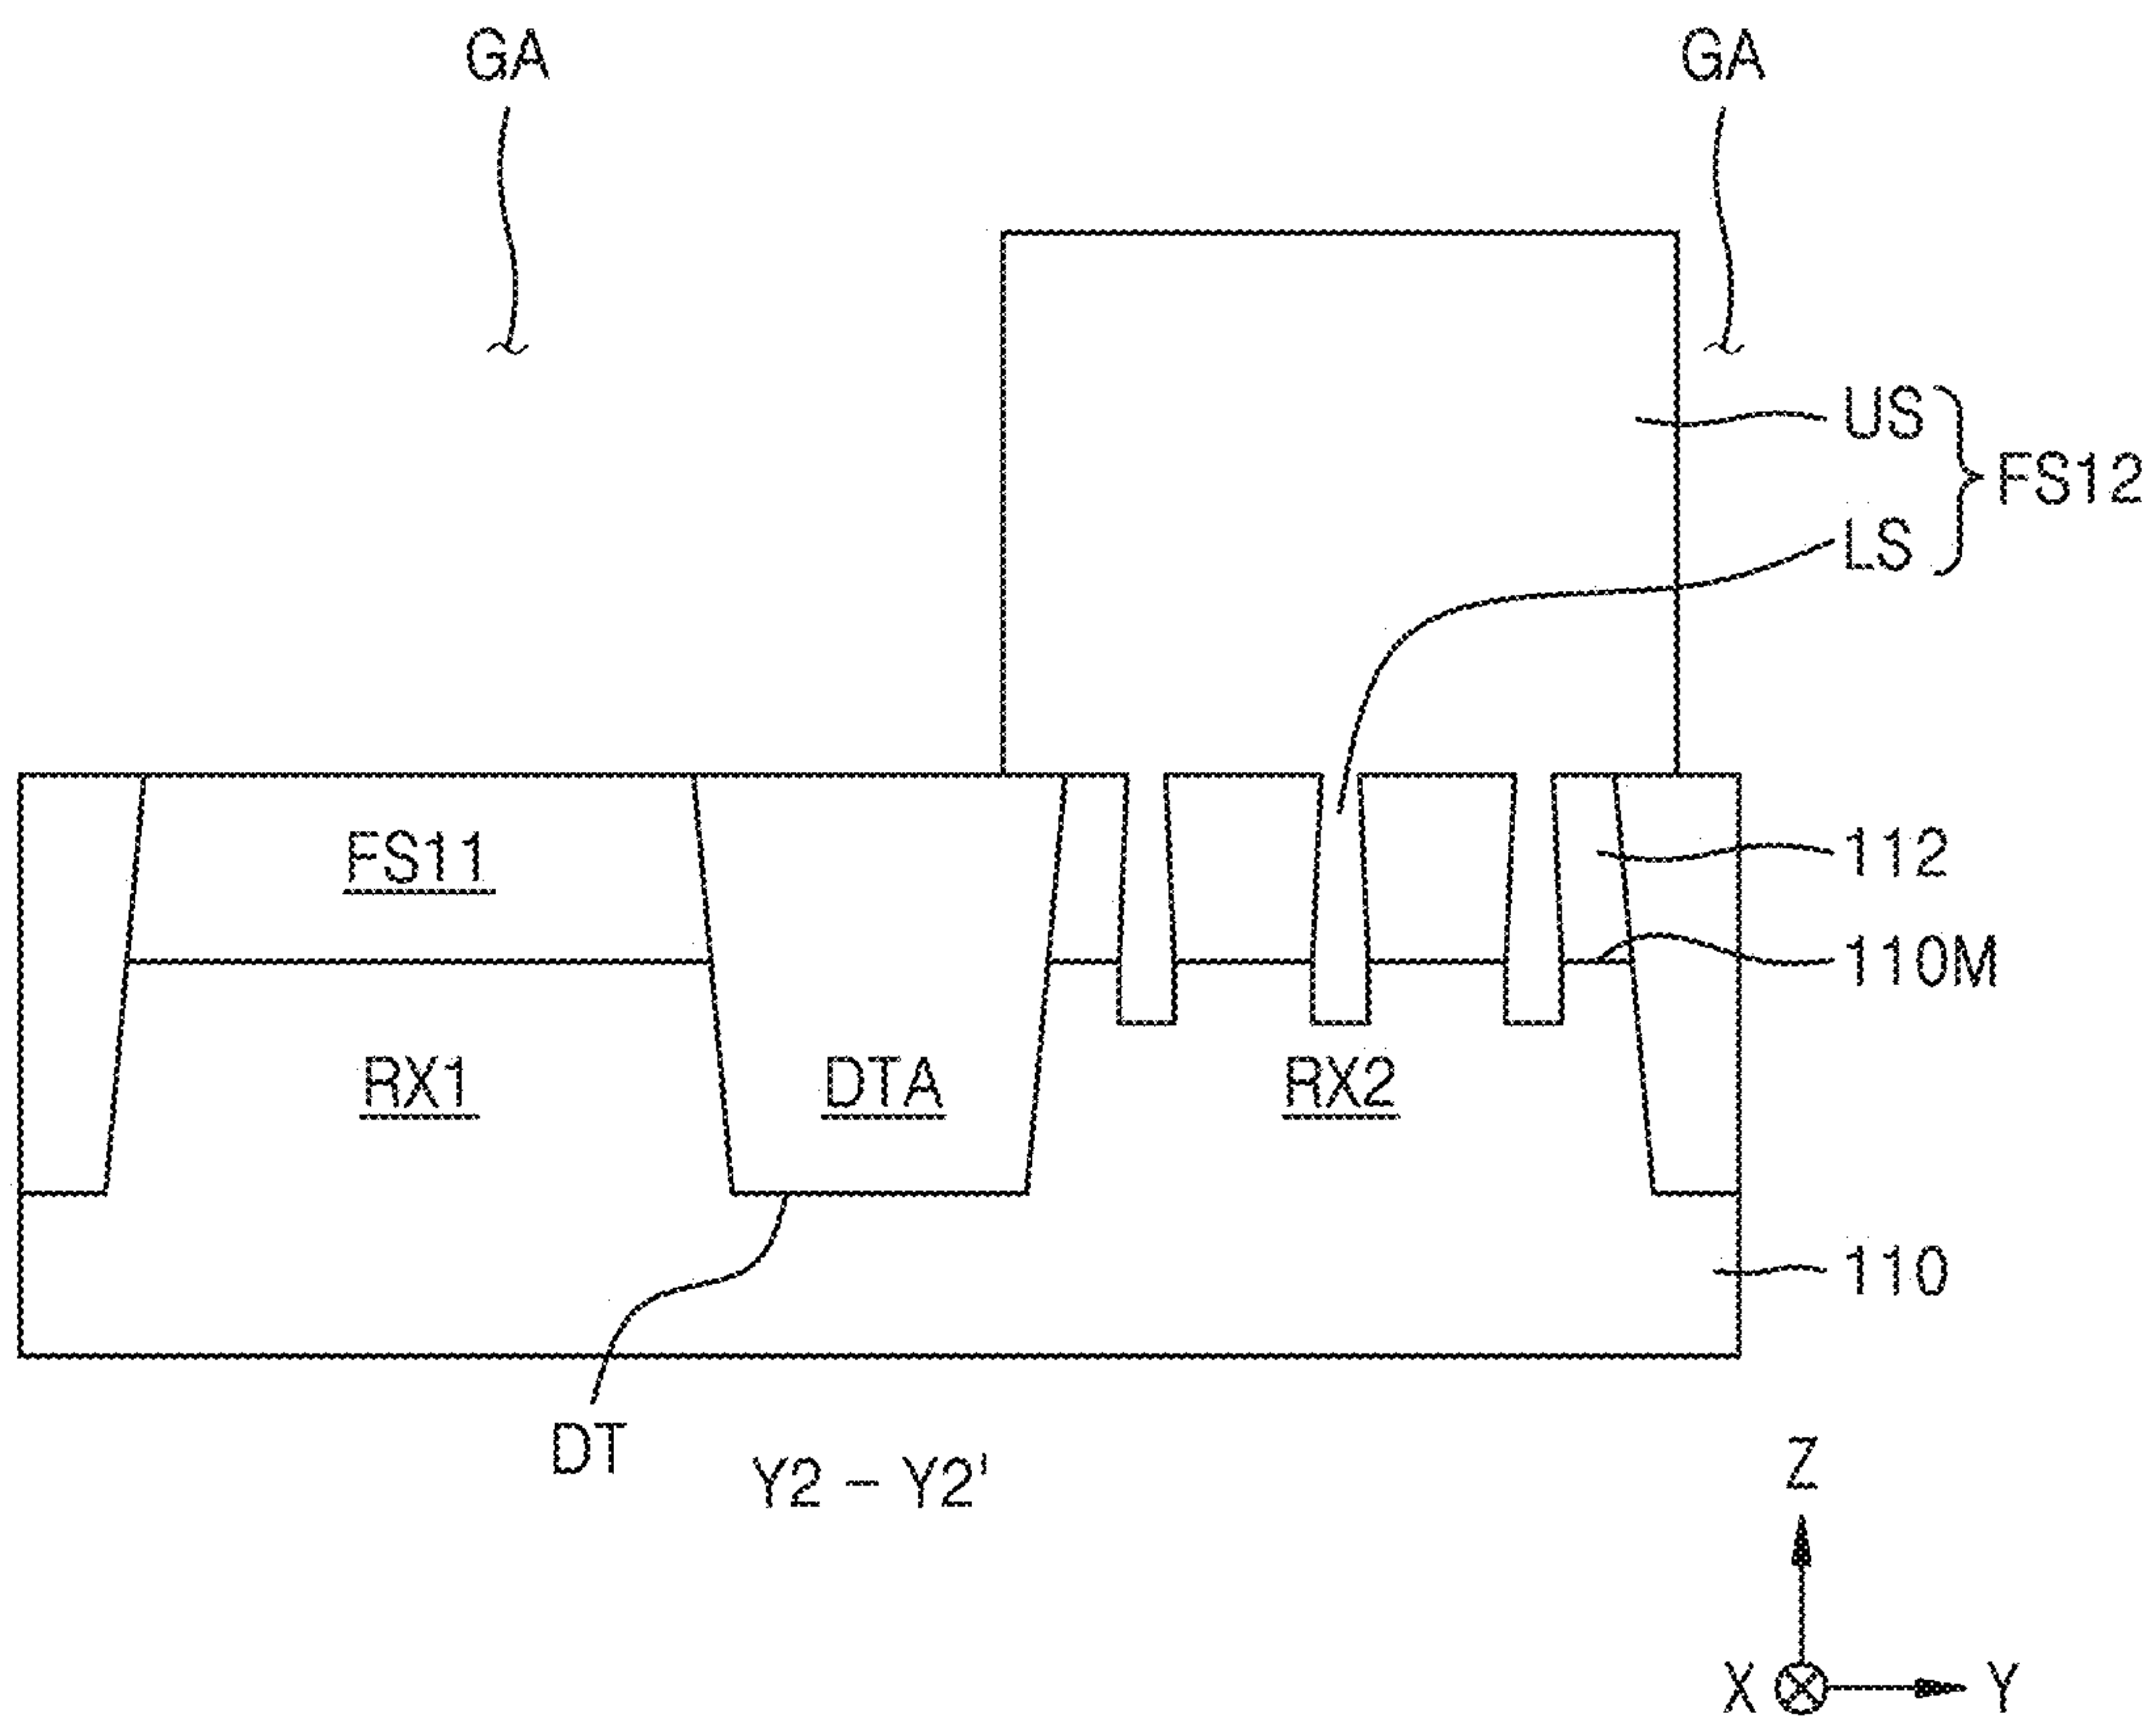 GA GA
US
FS12
LS
FS11
112
110M
RX1 DTA RX2
110
DT
Y2 – Y2'
Z
X Y